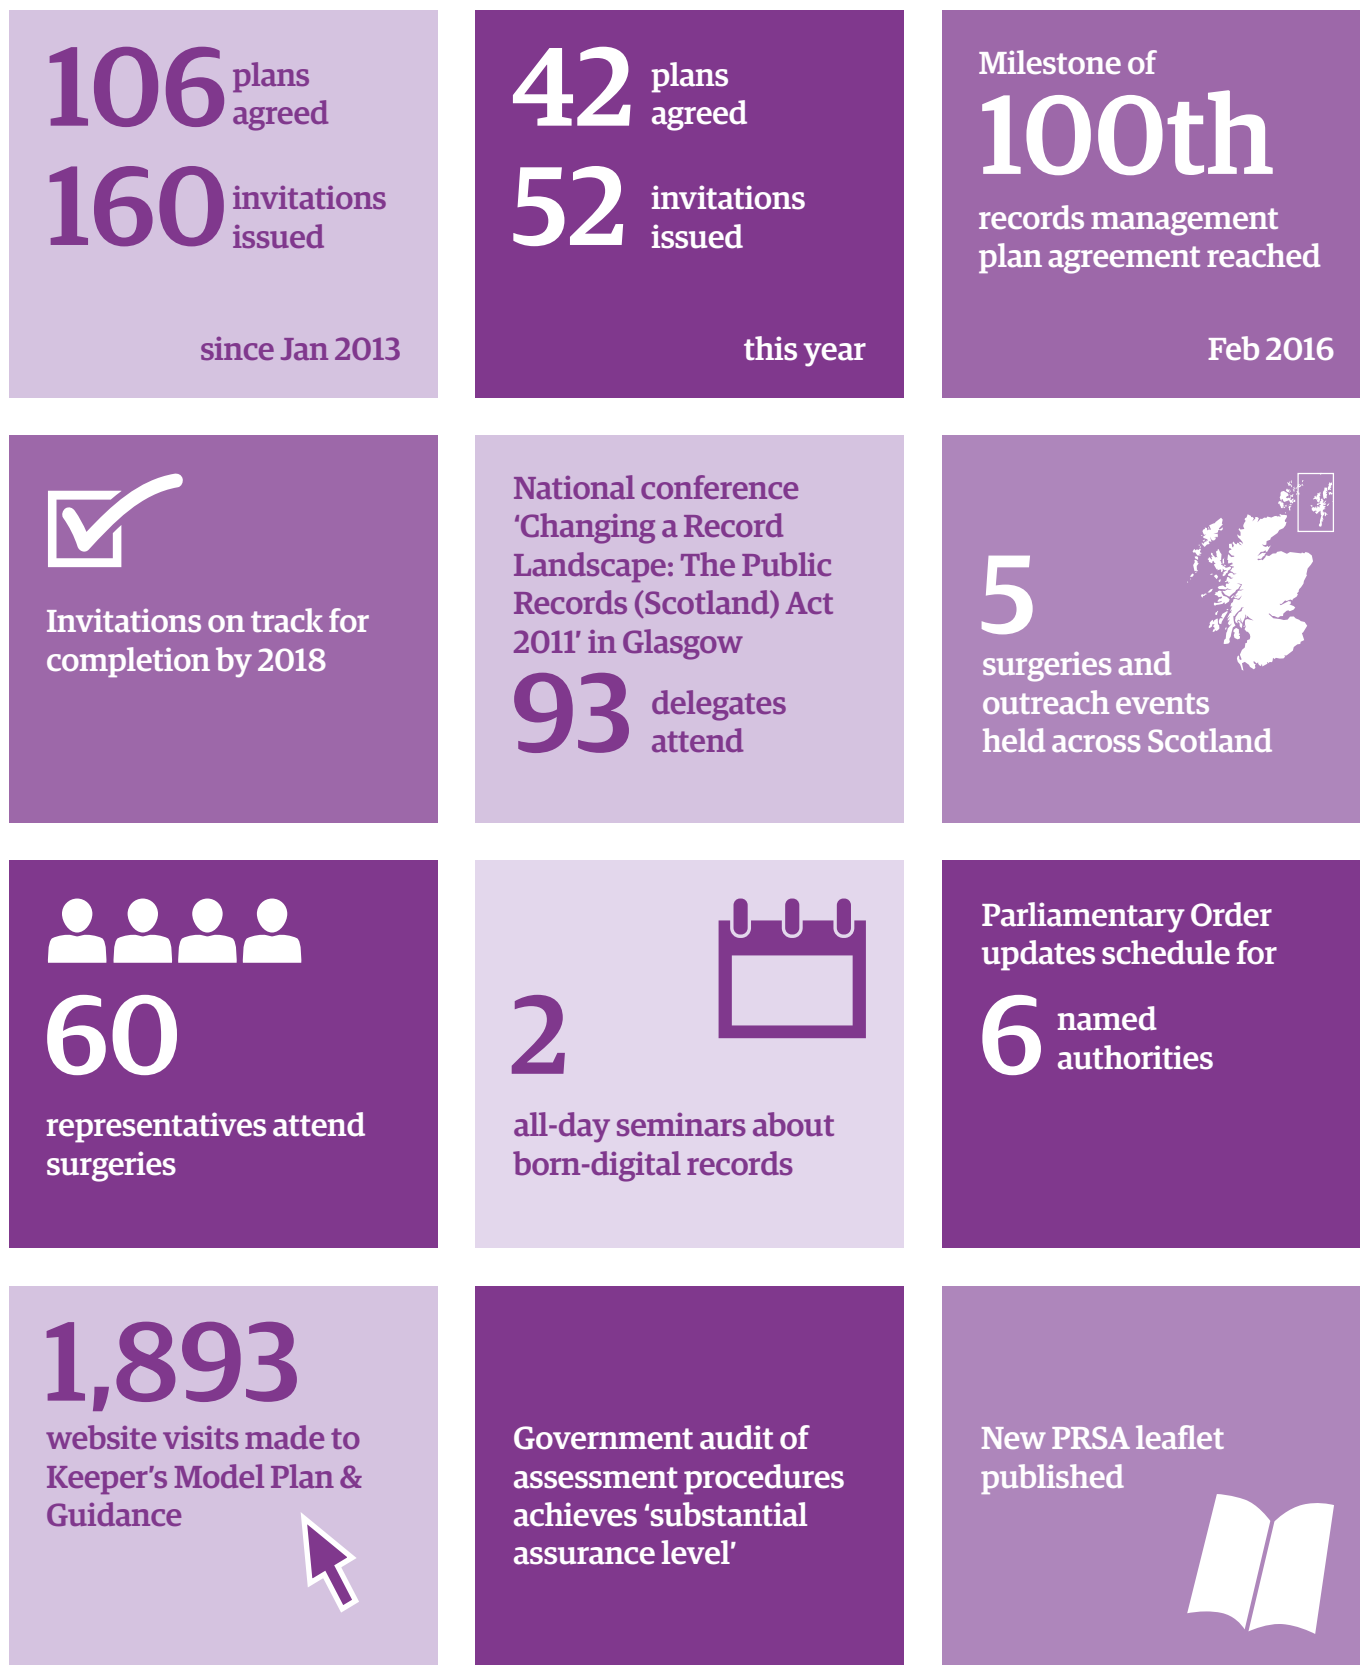 106 plans
agreed
160 invitations
issued
since Jan 2013
42 plans
agreed
52 invitations
issued
this year
Milestone of
100th
records management
plan agreement reached
Feb 2016
Invitations on track for
completion by 2018
National conference
‘Changing a Record
Landscape: The Public
Records (Scotland) Act
2011’ in Glasgow
93 delegates
attend
5
surgeries and
outreach events
held across Scotland
60
representatives attend
surgeries
2
all-day seminars about
born-digital records
Parliamentary Order
updates schedule for
6 named
authorities
1,893
website visits made to
Keeper’s Model Plan &
Guidance
Government audit of
assessment procedures
achieves ‘substantial
assurance level’
New PRSA leaflet
published